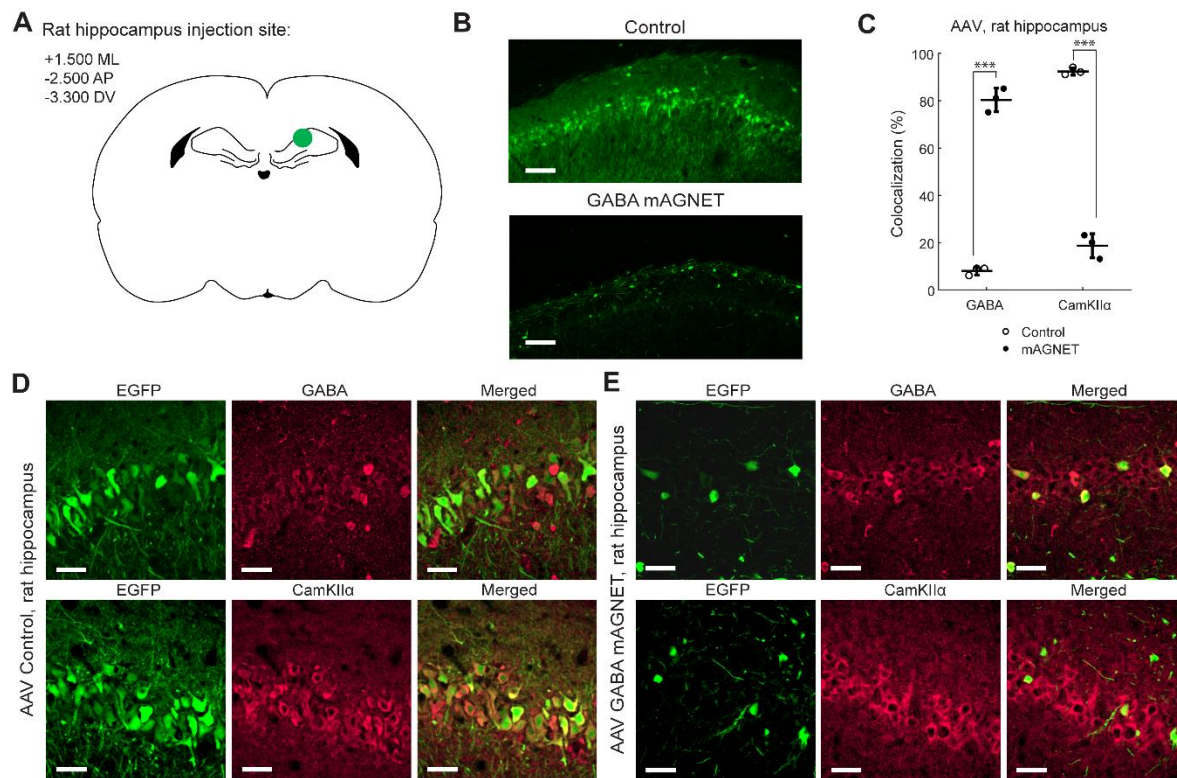 A
Rat hippocampus injection site:
+1.500 ML
-2.500 AP
-3.300 DV
B
Control
GABA mAGNET
C
AAV, rat hippocampus
***
***
100
80
60
40
20
0
Colocalization (%)
GABA CamKIIα
Control
mAGNET
D
EGFP GABA Merged
AAV Control, rat hippocampus
EGFP CamKIIα Merged
E
EGFP GABA Merged
AAV GABA mAGNET, rat hippocampus
EGFP CamKIIα Merged